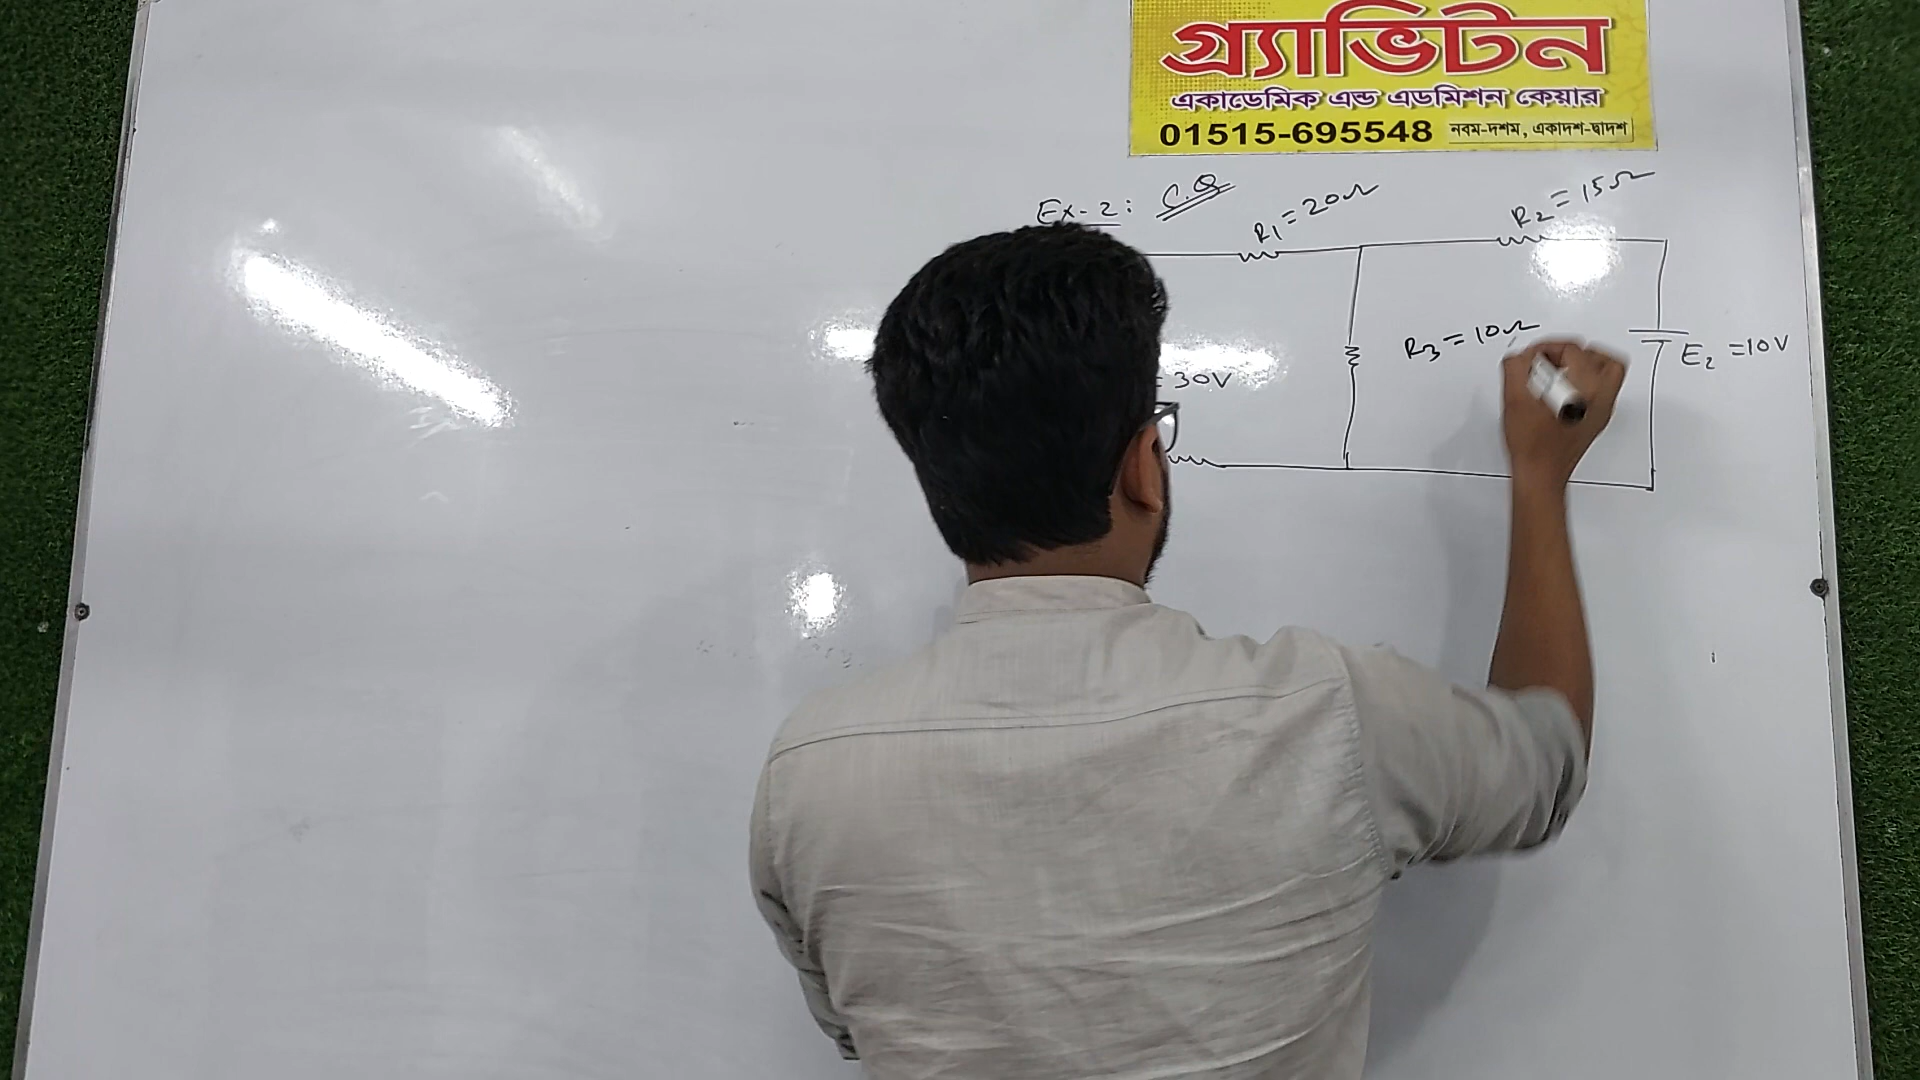 গ্র্যাভিটন
একাডেমিক এন্ড এডমিশন কেয়ার
01515-695548 নবম-দশম, একাদশ-দ্বাদশ
Ex-2: C.Q
R1 = 20Ω
R2 = 15Ω
R3 = 10Ω
E2 = 10V
= 30V